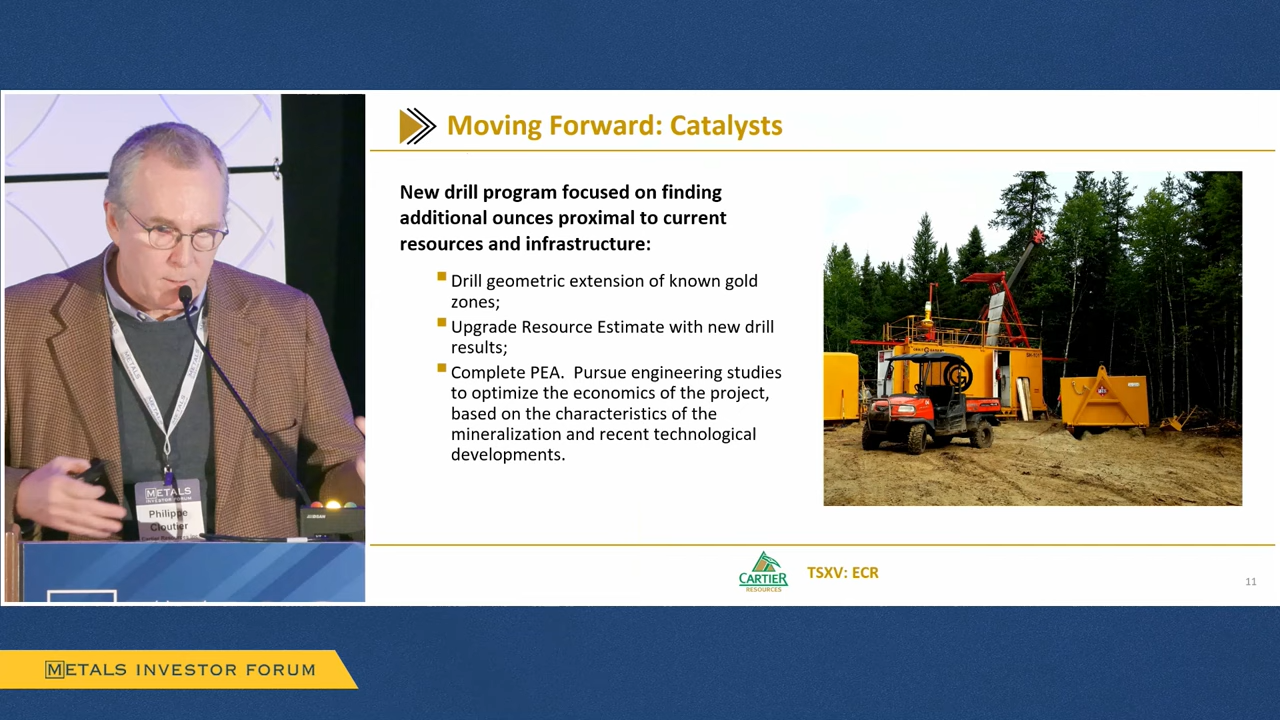 Moving Forward: Catalysts
New drill program focused on finding
additional ounces proximal to current
resources and infrastructure:
Drill geometric extension of known gold
zones;
Upgrade Resource Estimate with new drill
results;
Complete PEA.  Pursue engineering studies
to optimize the economics of the project,
based on the characteristics of the
mineralization and recent technological
developments.
METALS
INVESTOR FORUM
Philippe
Cloutier
CARTIER
RESOURCES
TSXV: ECR
11
METALS INVESTOR FORUM